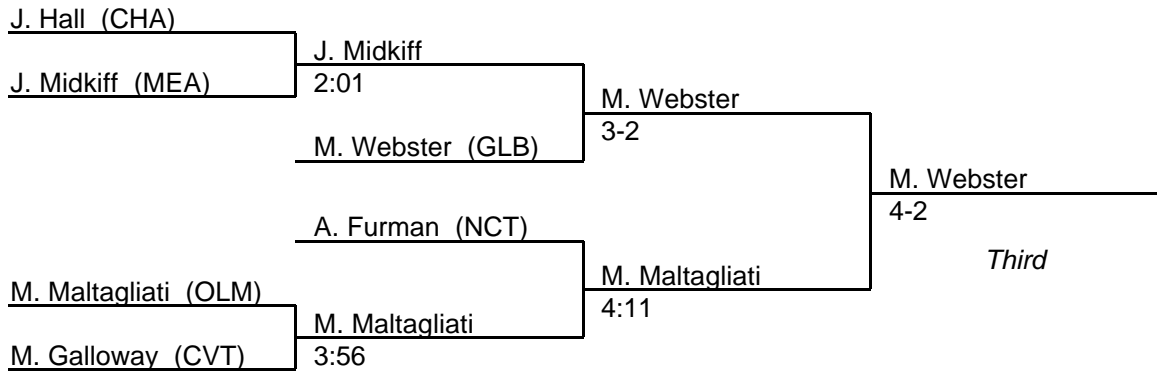 J. Hall (CHA)
J. Midkiff
J. Midkiff (MEA)
2:01
M. Webster
3-2
M. Webster (GLB)
M. Webster
4-2
A. Furman (NCT)
Third
M. Maltagliati
M. Maltagliati (OLM)
4:11
M. Maltagliati
M. Galloway (CVT)
3:56